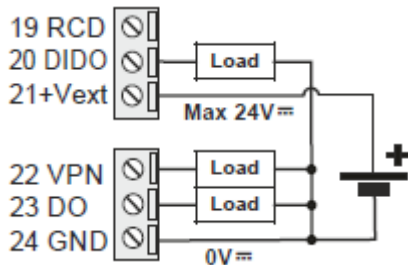 19 RCD
20 DIDO
Load
21+Vext
Max 24V⎓
+
22 VPN
Load
23 DO
Load
24 GND
0V⎓